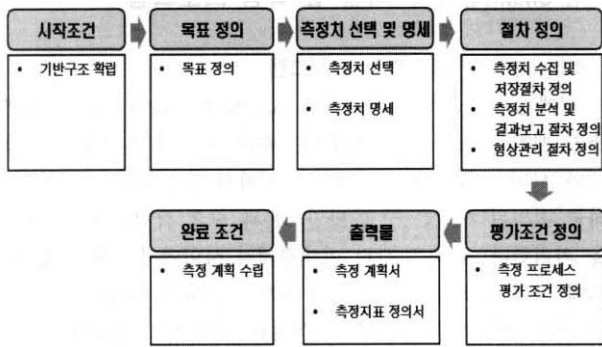 시작조건
목표 정의
측정치 선택 및 명세
절차 정의
• 기반구조 확립
• 목표 정의
• 측정치 선택
• 측정치 명세
• 측정치 수집 및
저장절차 정의
• 측정치 분석 및
결과보고 절차 정의
• 형상관리 절차 정의
완료 조건
출력물
평가조건 정의
• 측정 계획 수립
• 측정 계획서
• 측정지표 정의서
• 측정 프로세스
평가 조건 정의